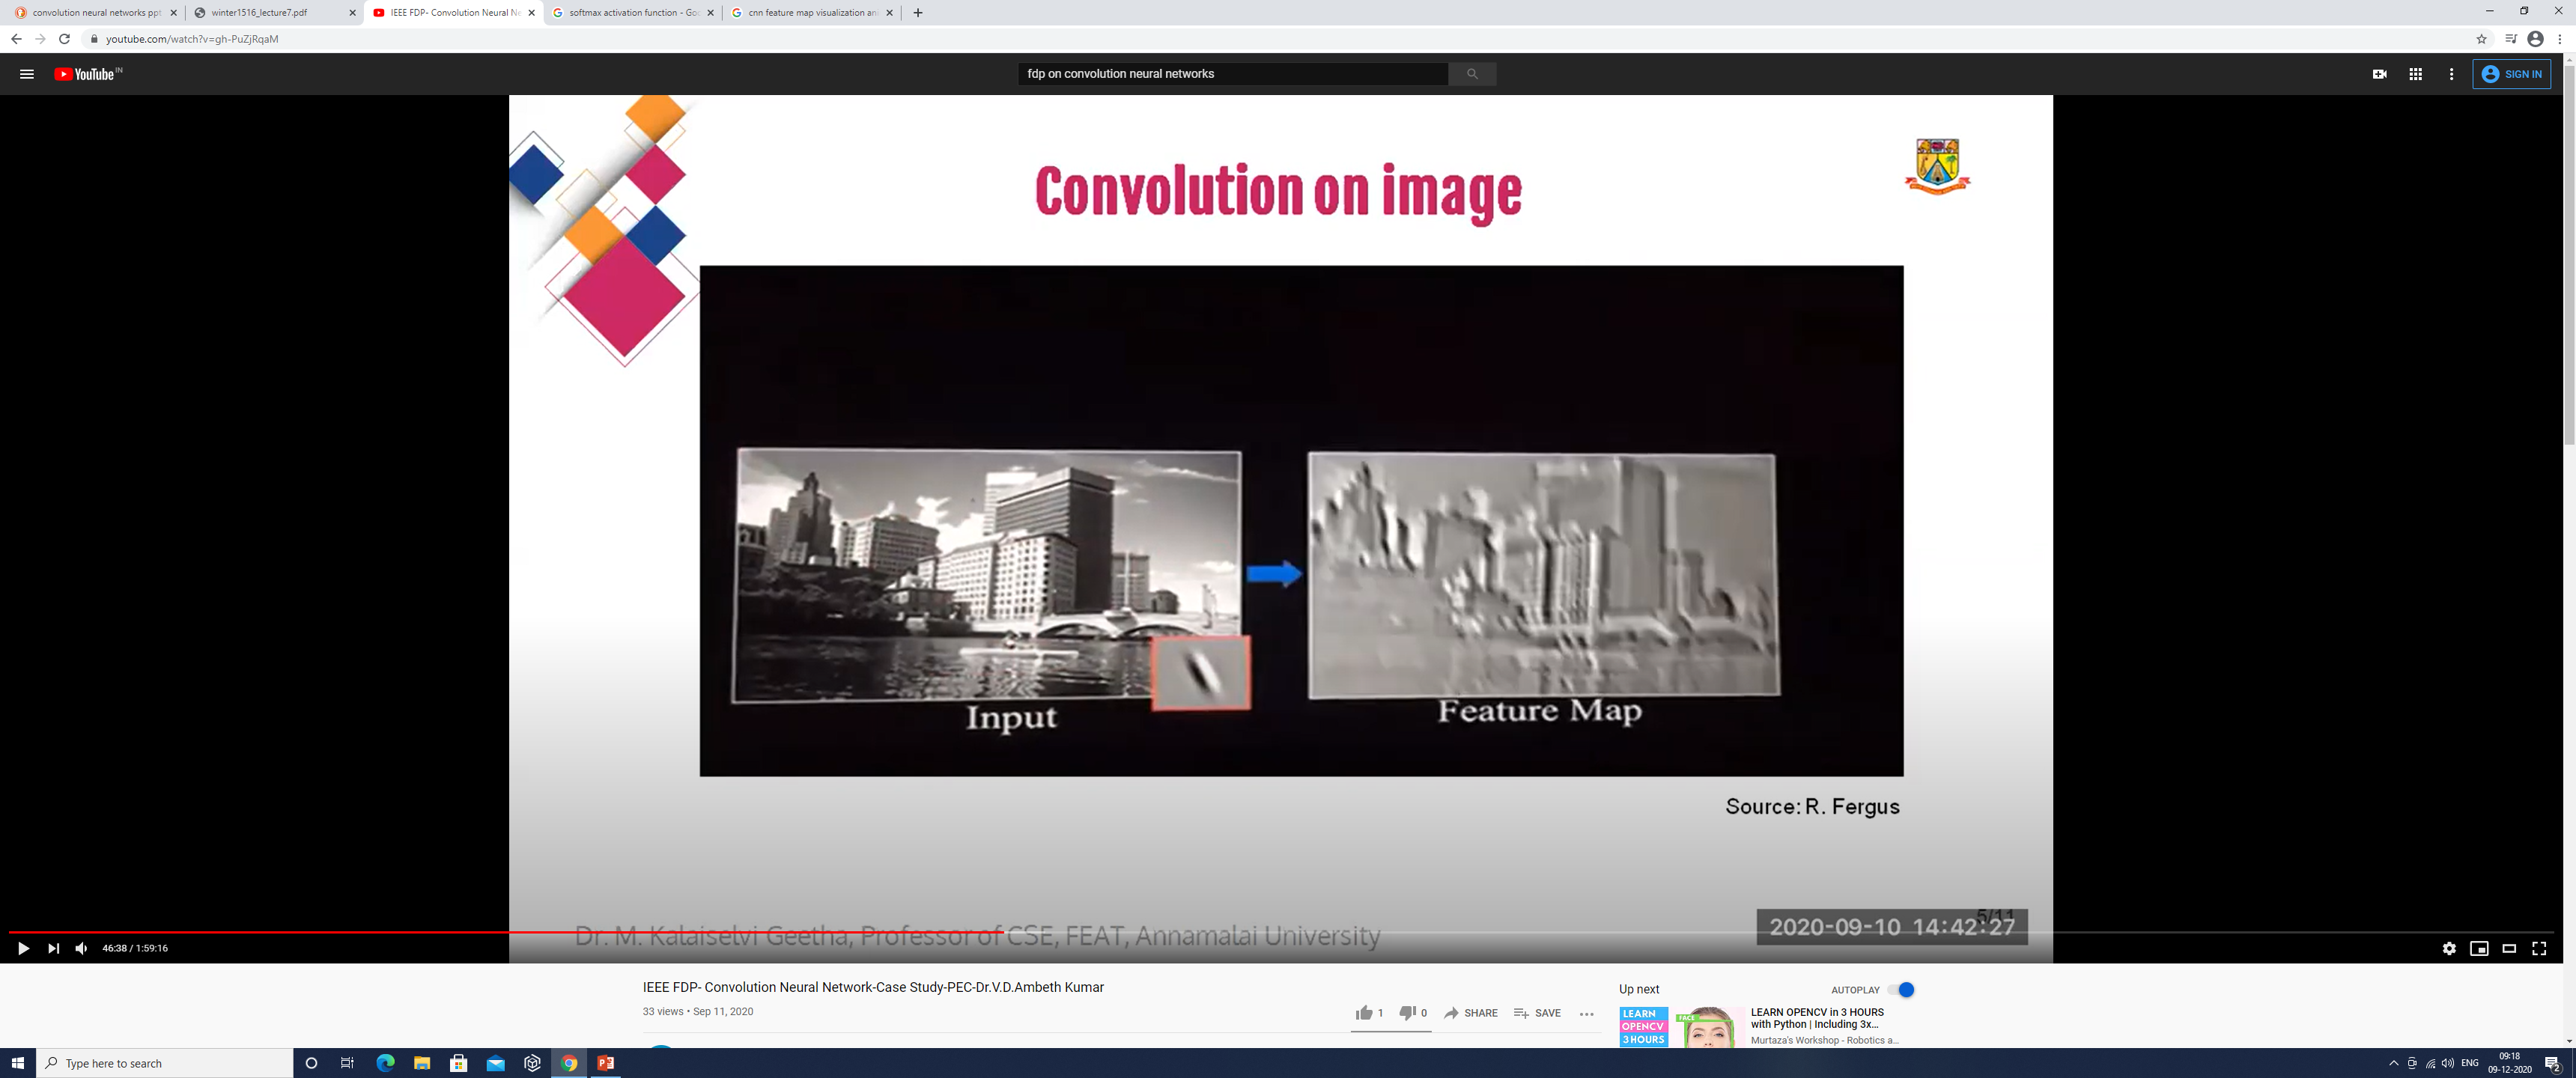 convolution neural networks ppt
winter1516_lecture7.pdf
IEEE FDP- Convolution Neural Ne
softmax activation function - Goo
cnn feature map visualization ani
youtube.com/watch?v=gh-PuZjRqaM
YouTube IN
fdp on convolution neural networks
SIGN IN
Convolution on image
Input
Feature Map
Source: R. Fergus
5/11
2020-09-10 14:42:27
Dr. M. Kalaiselvi Geetha, Professor of CSE, FEAT, Annamalai University
46:38 / 1:59:16
IEEE FDP- Convolution Neural Network-Case Study-PEC-Dr.V.D.Ambeth Kumar
33 views • Sep 11, 2020
1
0
SHARE
SAVE
Up next
AUTOPLAY
LEARN
OPENCV
3 HOURS
FACE
LEARN OPENCV in 3 HOURS
with Python | Including 3x...
Murtaza's Workshop - Robotics a...
Type here to search
ENG
09:18
09-12-2020
2